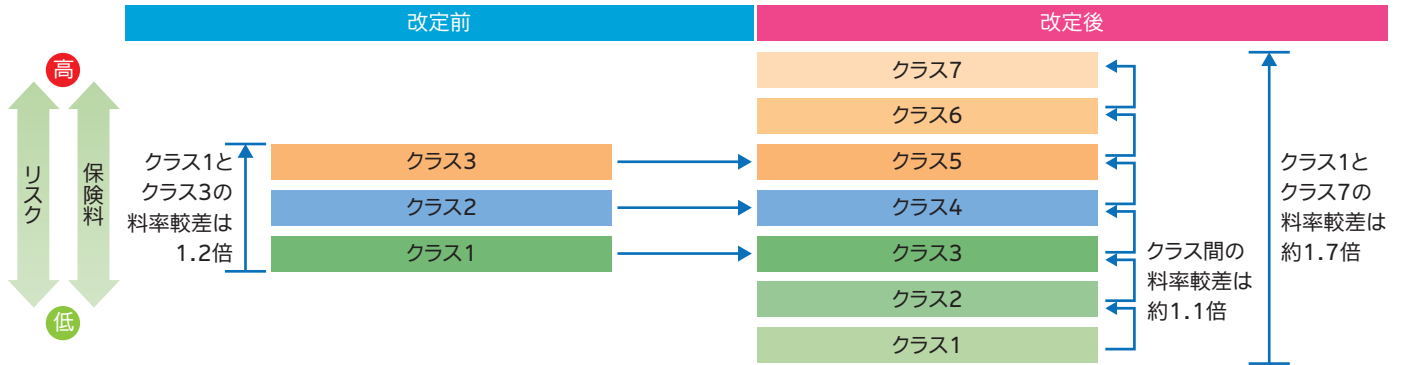 改定前
改定後
高
低
リスク
保険料
クラス1と
クラス3の
料率較差は
1.2倍
クラス3
クラス2
クラス1
クラス7
クラス6
クラス5
クラス4
クラス3
クラス2
クラス1
クラス間の
料率較差は
約1.1倍
クラス1と
クラス7の
料率較差は
約1.7倍